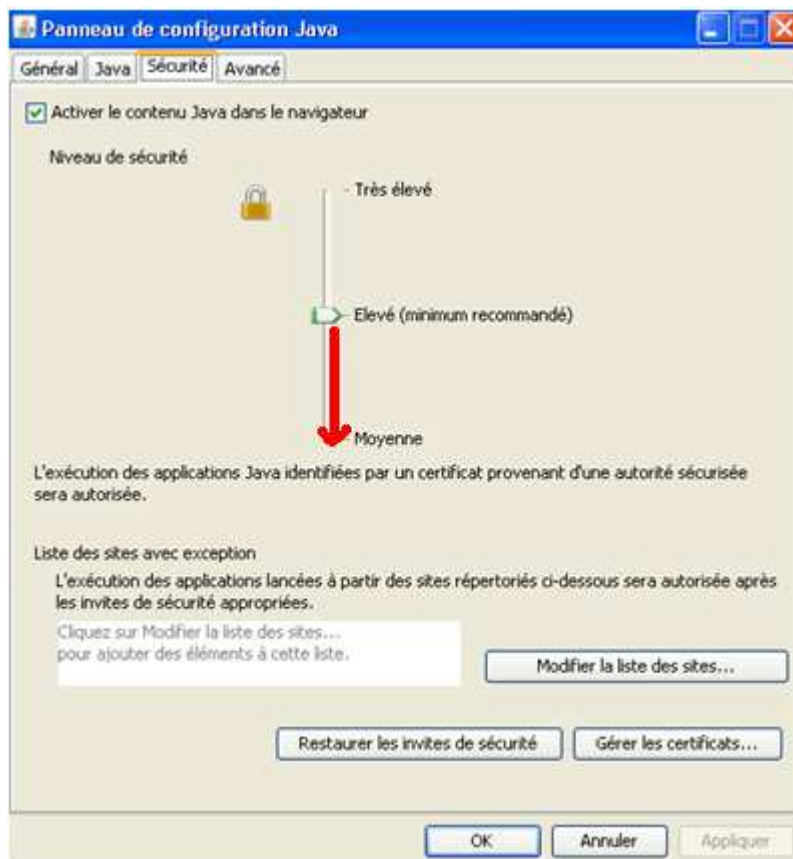 Panneau de configuration Java
Général Java Sécurité Avancé
Activer le contenu Java dans le navigateur
Niveau de sécurité
Très élevé
Elevé (minimum recommandé)
Moyenne
L'exécution des applications Java identifiées par un certificat provenant d'une autorité sécurisée
sera autorisée.
Liste des sites avec exception
L'exécution des applications lancées à partir des sites répertoriés ci-dessous sera autorisée après
les invites de sécurité appropriées.
Cliquez sur Modifier la liste des sites...
pour ajouter des éléments à cette liste.
Modifier la liste des sites...
Restaurer les invites de sécurité Gérer les certificats...
OK Annuler Appliquer